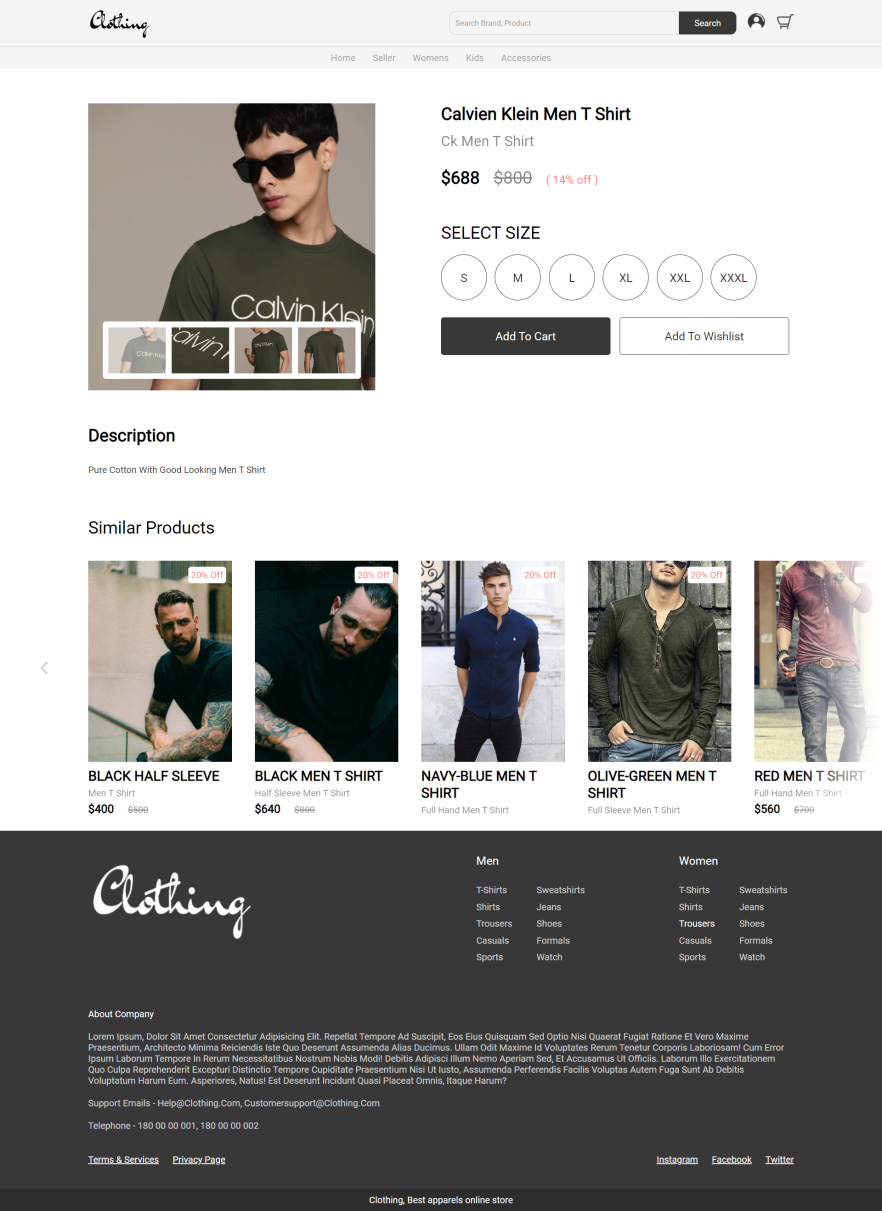 Clothing
Search Brand, Product
Search
Home Seller Womens Kids Accessories
Calvin Klein
Calvien Klein Men T Shirt
Ck Men T Shirt
$688 $800 ( 14% off )
SELECT SIZE
S M L XL XXL XXXL
Add To Cart Add To Wishlist
Description
Pure Cotton With Good Looking Men T Shirt
Similar Products
20% Off 20% Off 20% Off 20% Off
BLACK HALF SLEEVE
Men T Shirt
$400 $500
BLACK MEN T SHIRT
Half Sleeve Men T Shirt
$640 $800
NAVY-BLUE MEN T
SHIRT
Full Hand Men T Shirt
OLIVE-GREEN MEN T
SHIRT
Full Sleeve Men T Shirt
RED MEN T SHIRT
Full Hand Men T Shirt
$560 $700
Clothing
Men
T-Shirts Sweatshirts
Shirts Jeans
Trousers Shoes
Casuals Formals
Sports Watch
Women
T-Shirts Sweatshirts
Shirts Jeans
Trousers Shoes
Casuals Formals
Sports Watch
About Company
Lorem Ipsum, Dolor Sit Amet Consectetur Adipisicing Elit. Repellat Tempore Ad Suscipit, Eos Eius Quisquam Sed Optio Nisi Quaerat Fugiat Ratione Et Vero Maxime
Praesentium, Architecto Minima Reiciendis Iste Quo Deserunt Assumenda Alias Ducimus. Ullam Odit Maxime Id Voluptates Rerum Tenetur Corporis Laboriosam! Cum Error
Ipsum Laborum Tempore In Rerum Necessitatibus Nostrum Nobis Modi! Debitis Adipisci Illum Nemo Aperiam Sed, Et Accusamus Ut Officiis. Laborum Illo Exercitationem
Quo Culpa Reprehenderit Excepturi Distinctio Tempore Cupiditate Praesentium Nisi Ut Iusto, Assumenda Perferendis Facilis Voluptas Autem Fuga Sunt Ab Debitis
Voluptatum Harum Eum. Asperiores, Natus! Est Deserunt Incidunt Quasi Placeat Omnis, Itaque Harum?
Support Emails - Help@Clothing.Com, Customersupport@Clothing.Com
Telephone - 180 00 00 001, 180 00 00 002
Terms & Services Privacy Page
Instagram Facebook Twitter
Clothing, Best apparels online store